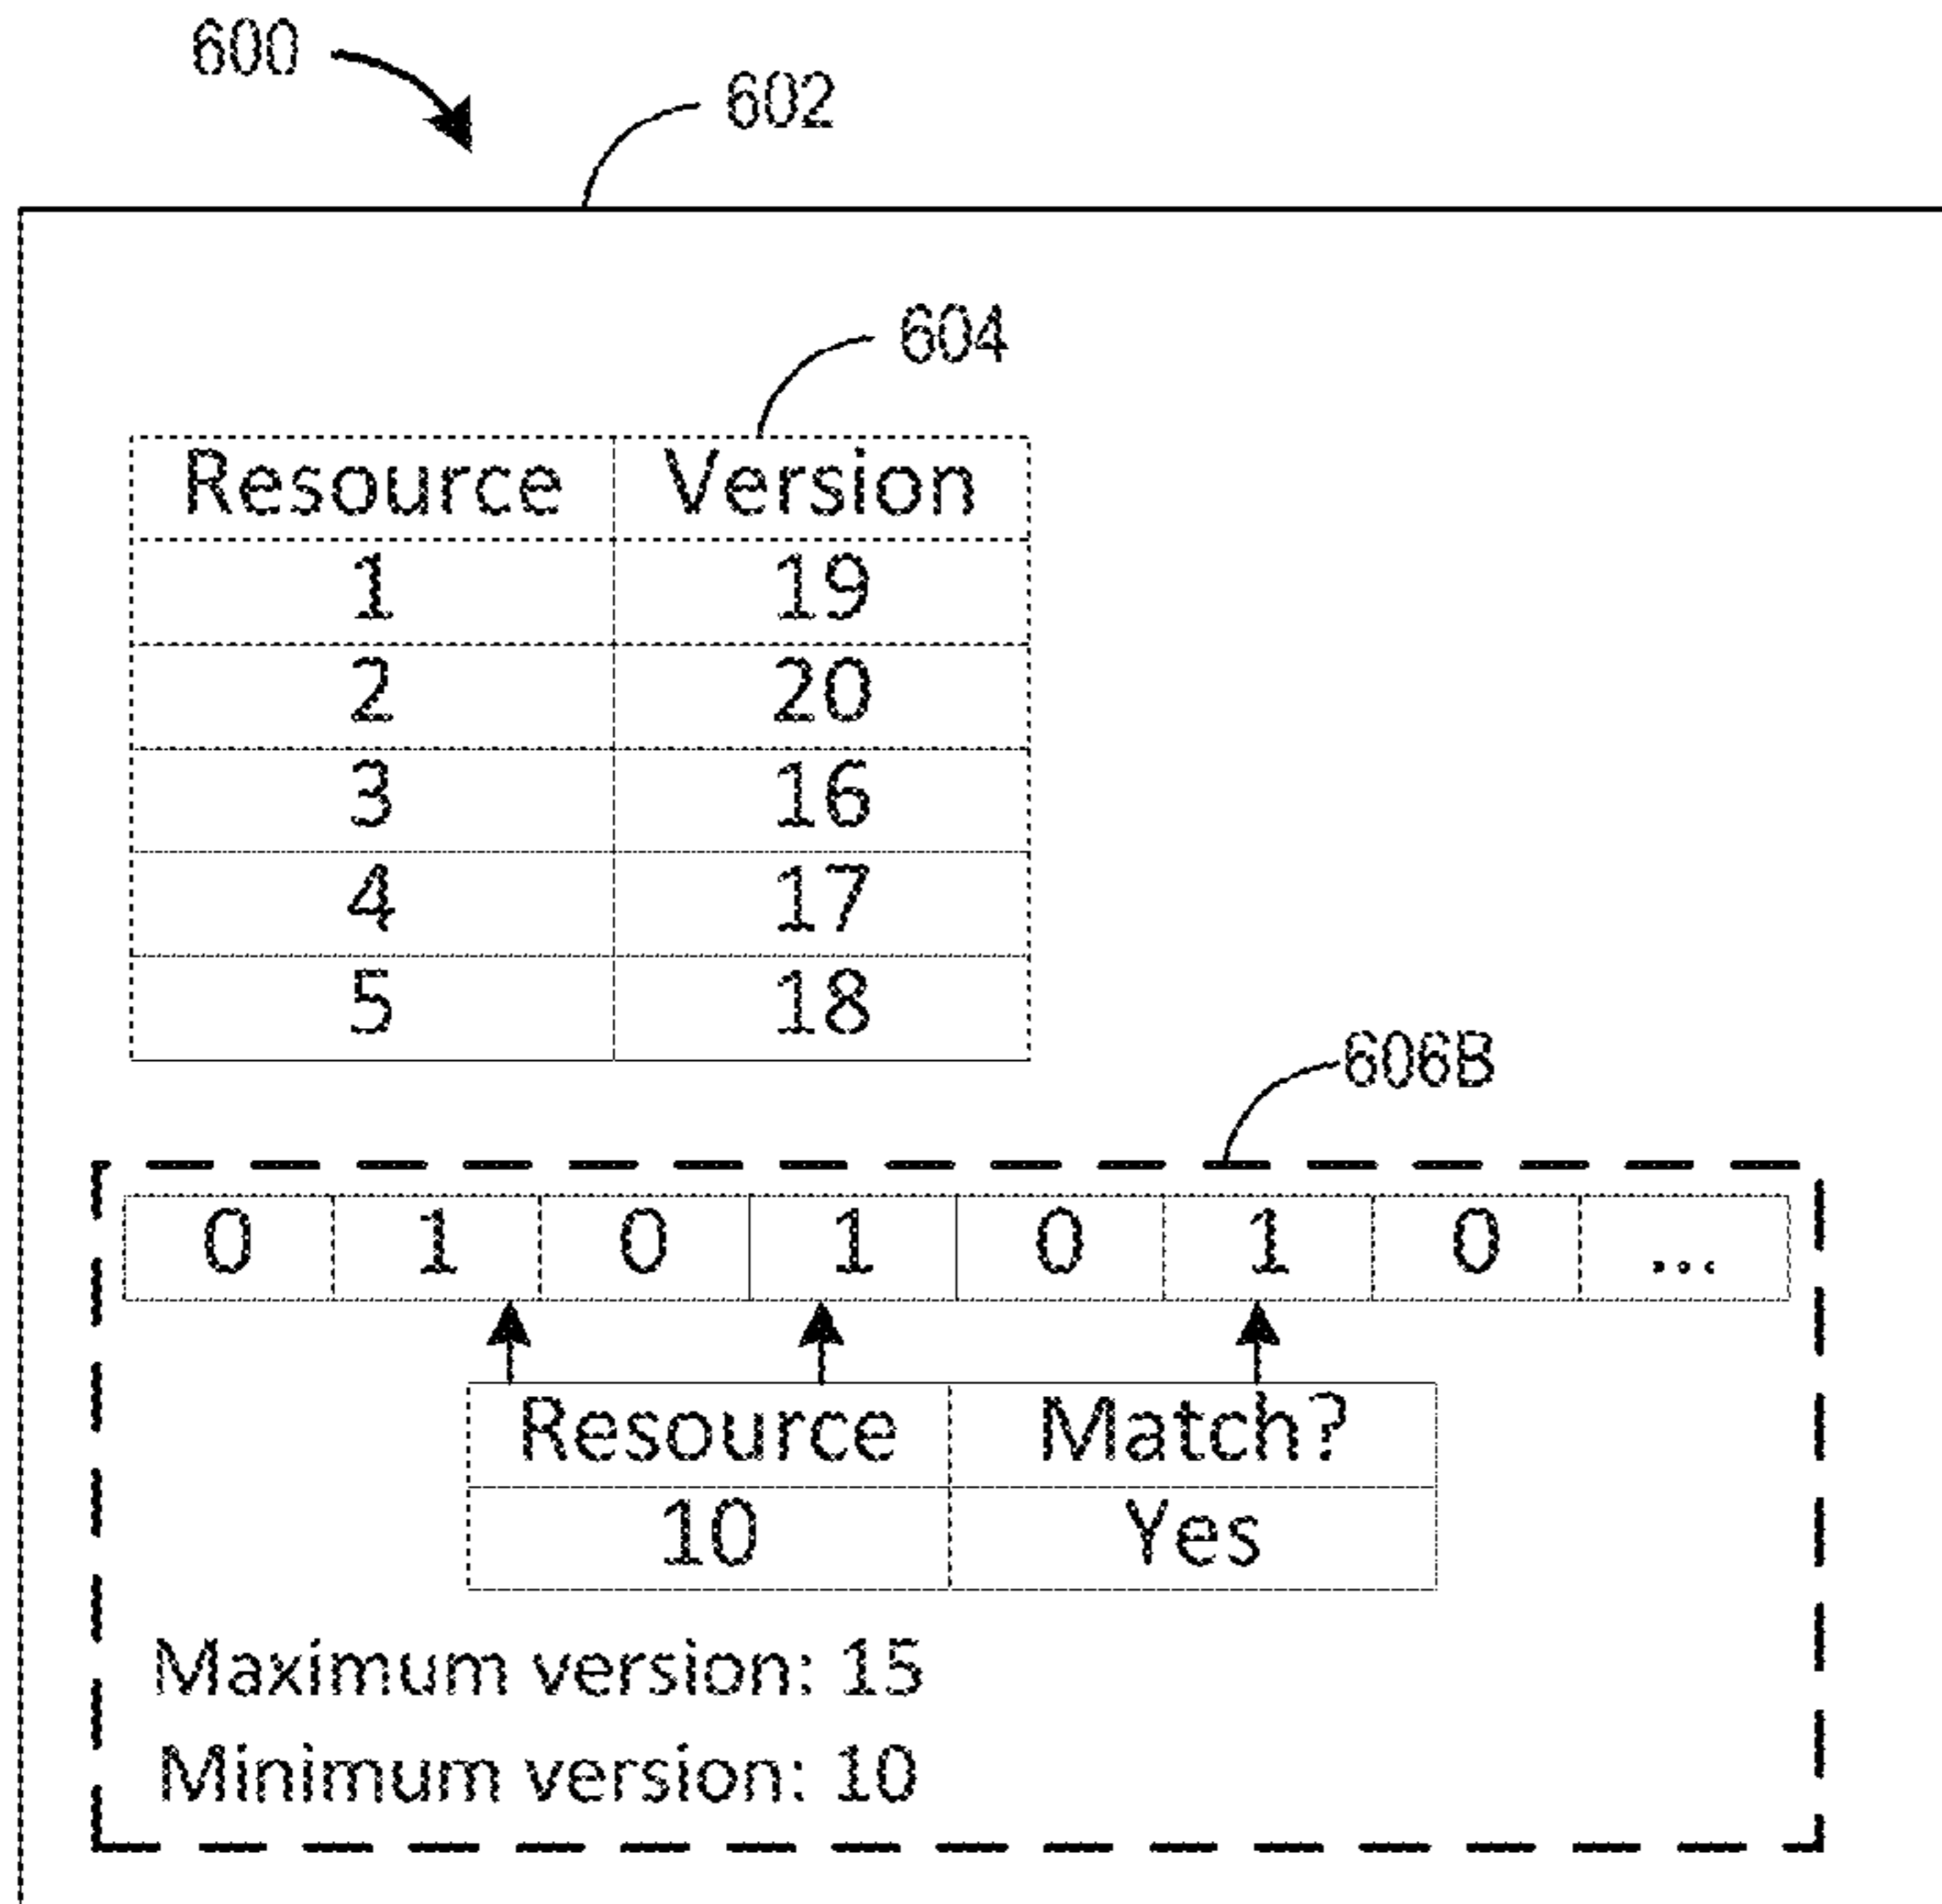 600
602
604
Resource Version
1 19
2 20
3 16
4 17
5 18
606B
0 1 0 1 0 1 0 ...
Resource Match?
10 Yes
Maximum version: 15
Minimum version: 10